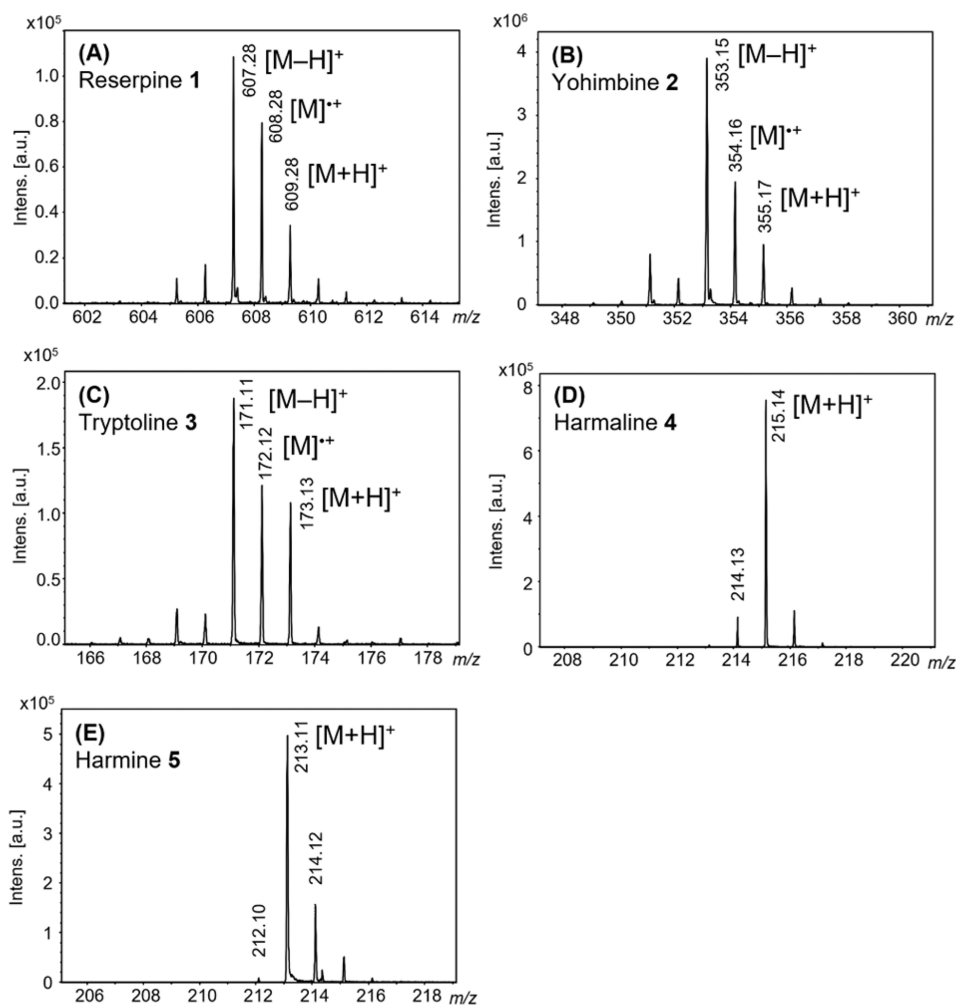 x10⁵
(A)
Reserpine 1
607.28
[M–H]⁺
608.28
[M]•⁺
609.28
[M+H]⁺
Intens. [a.u.]
1.0
0.8
0.6
0.4
0.2
0.0
602 604 606 608 610 612 614 m/z
x10⁶
(B)
Yohimbine 2
353.15
[M–H]⁺
354.16
[M]•⁺
355.17
[M+H]⁺
Intens. [a.u.]
4
3
2
1
0
348 350 352 354 356 358 360 m/z
x10⁵
(C)
Tryptoline 3
171.11
[M–H]⁺
172.12
[M]•⁺
173.13
[M+H]⁺
Intens. [a.u.]
2.0
1.5
1.0
0.5
0.0
166 168 170 172 174 176 178 m/z
x10⁵
(D)
Harmaline 4
214.13
215.14
[M+H]⁺
Intens. [a.u.]
8
6
4
2
0
208 210 212 214 216 218 220 m/z
x10⁵
(E)
Harmine 5
212.10
213.11
[M+H]⁺
214.12
Intens. [a.u.]
5
4
3
2
1
0
206 208 210 212 214 216 218 m/z